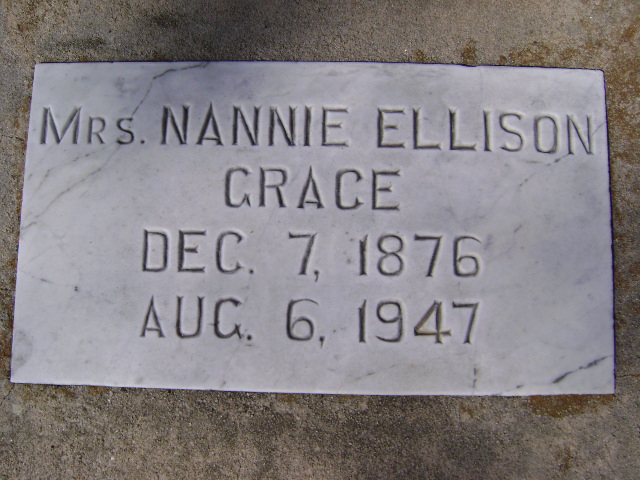 Mrs. NANNIE ELLISON
GRACE
DEC. 7, 1876
AUG. 6, 1947